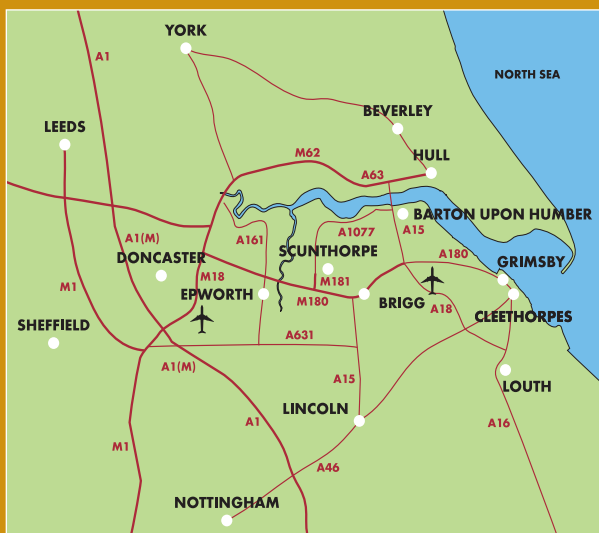 YORK
A1
NORTH SEA
BEVERLEY
LEEDS
HULL
M62
A63
BARTON UPON HUMBER
A1(M)
A161
A1077
A15
SCUNTHORPE
A180
DONCASTER
GRIMSBY
M18
M181
M1
EPWORTH
M180
BRIGG
A18
CLEETHORPES
SHEFFIELD
A631
A1(M)
A15
LOUTH
LINCOLN
A1
A16
M1
A46
NOTTINGHAM